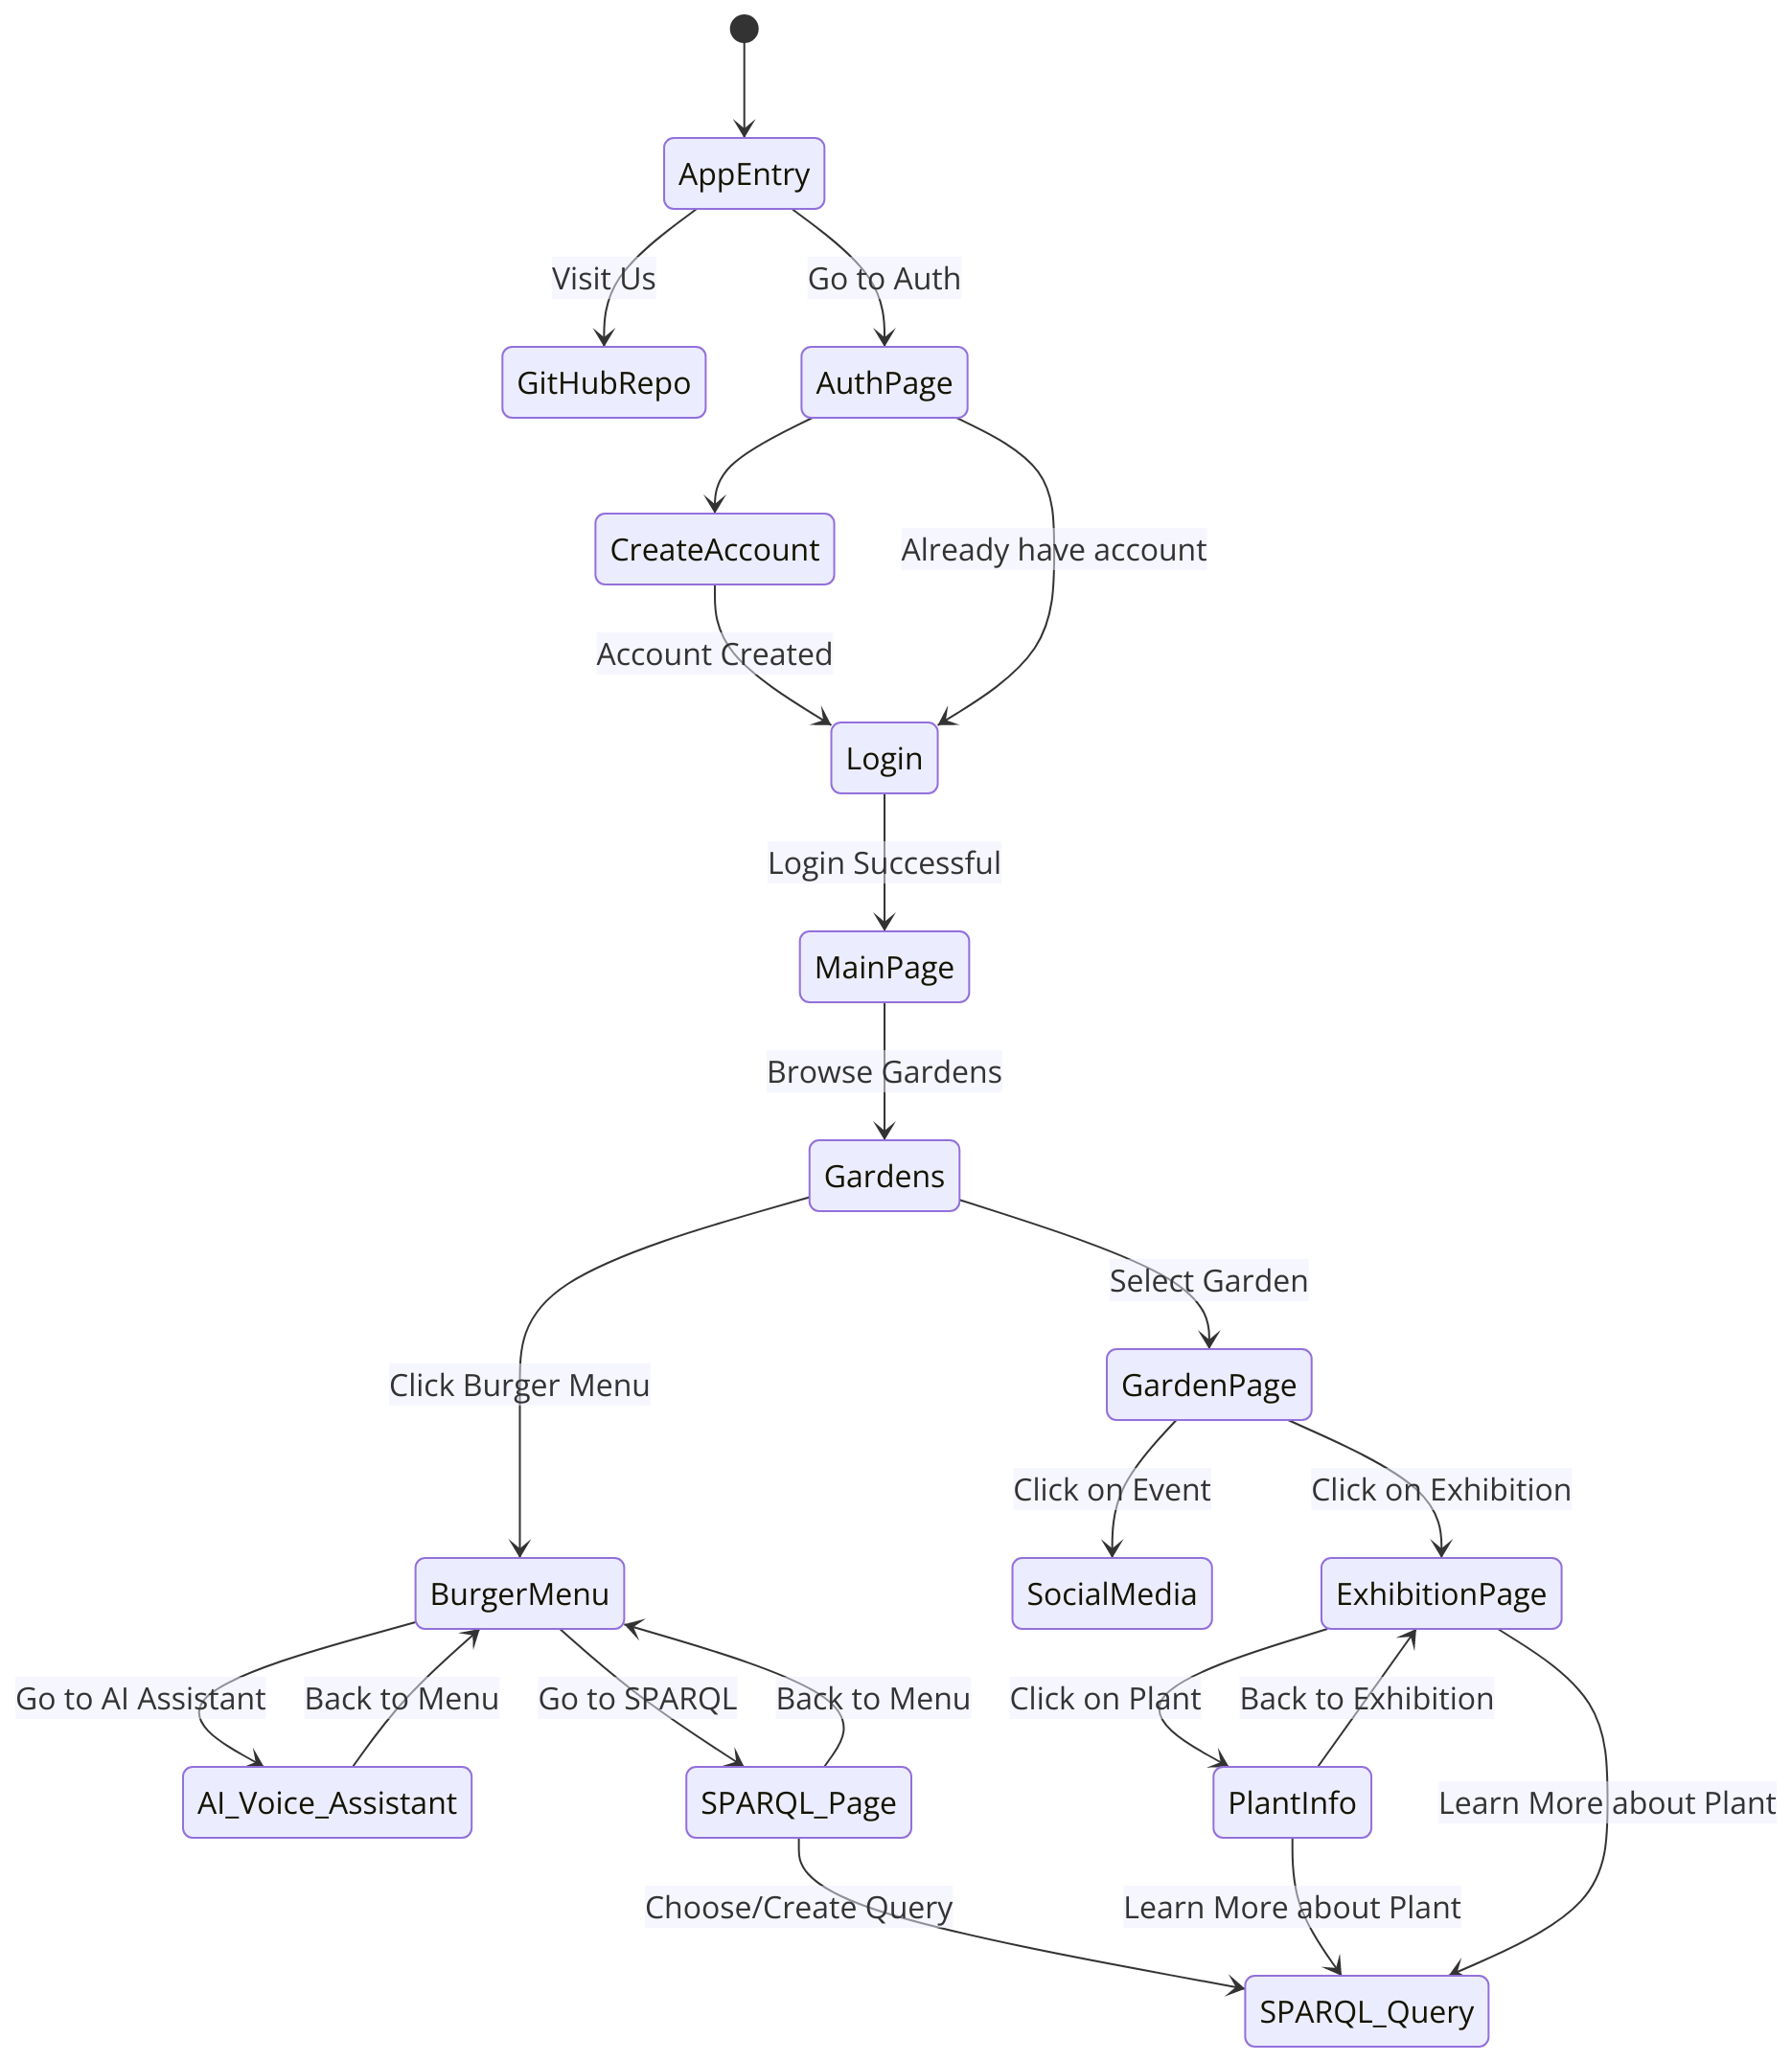 AppEntry
Visit Us
Go to Auth
GitHubRepo
AuthPage
CreateAccount
Already have account
Account Created
Login
Login Successful
MainPage
Browse Gardens
Gardens
Select Garden
Click Burger Menu
GardenPage
Click on Event
Click on Exhibition
BurgerMenu
SocialMedia
ExhibitionPage
Go to AI Assistant
Back to Menu
Go to SPARQL
Back to Menu
Click on Plant
Back to Exhibition
AI_Voice_Assistant
SPARQL_Page
PlantInfo
Learn More about Plant
Choose/Create Query
Learn More about Plant
SPARQL_Query